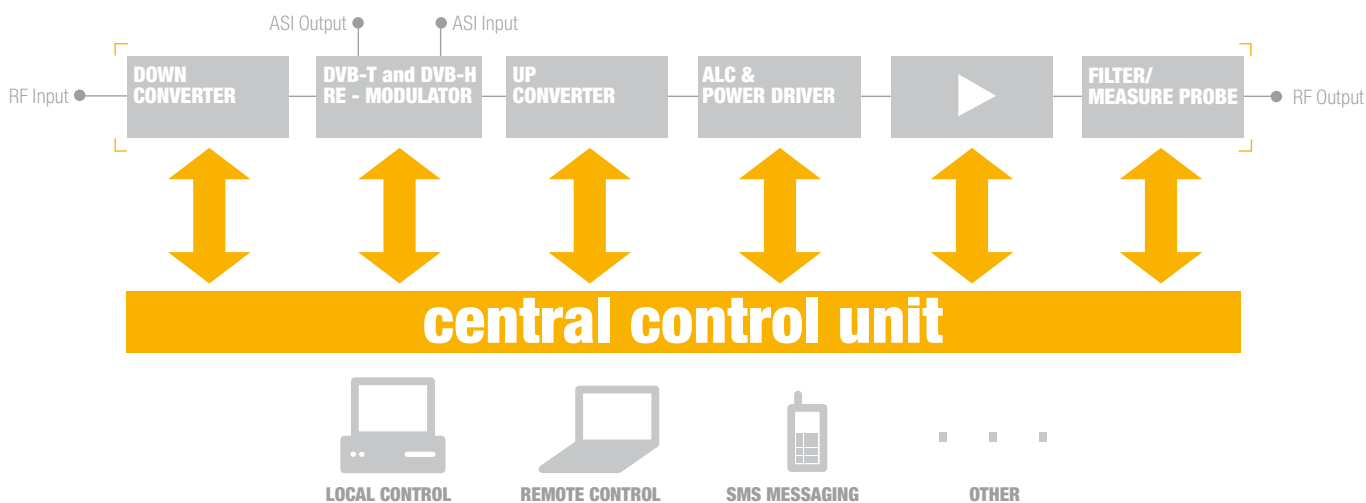 ASI Output
ASI Input
RF Input
DOWN
CONVERTER
DVB-T and DVB-H
RE - MODULATOR
UP
CONVERTER
ALC &
POWER DRIVER
FILTER/
MEASURE PROBE
RF Output
central control unit
LOCAL CONTROL
REMOTE CONTROL
SMS MESSAGING
OTHER